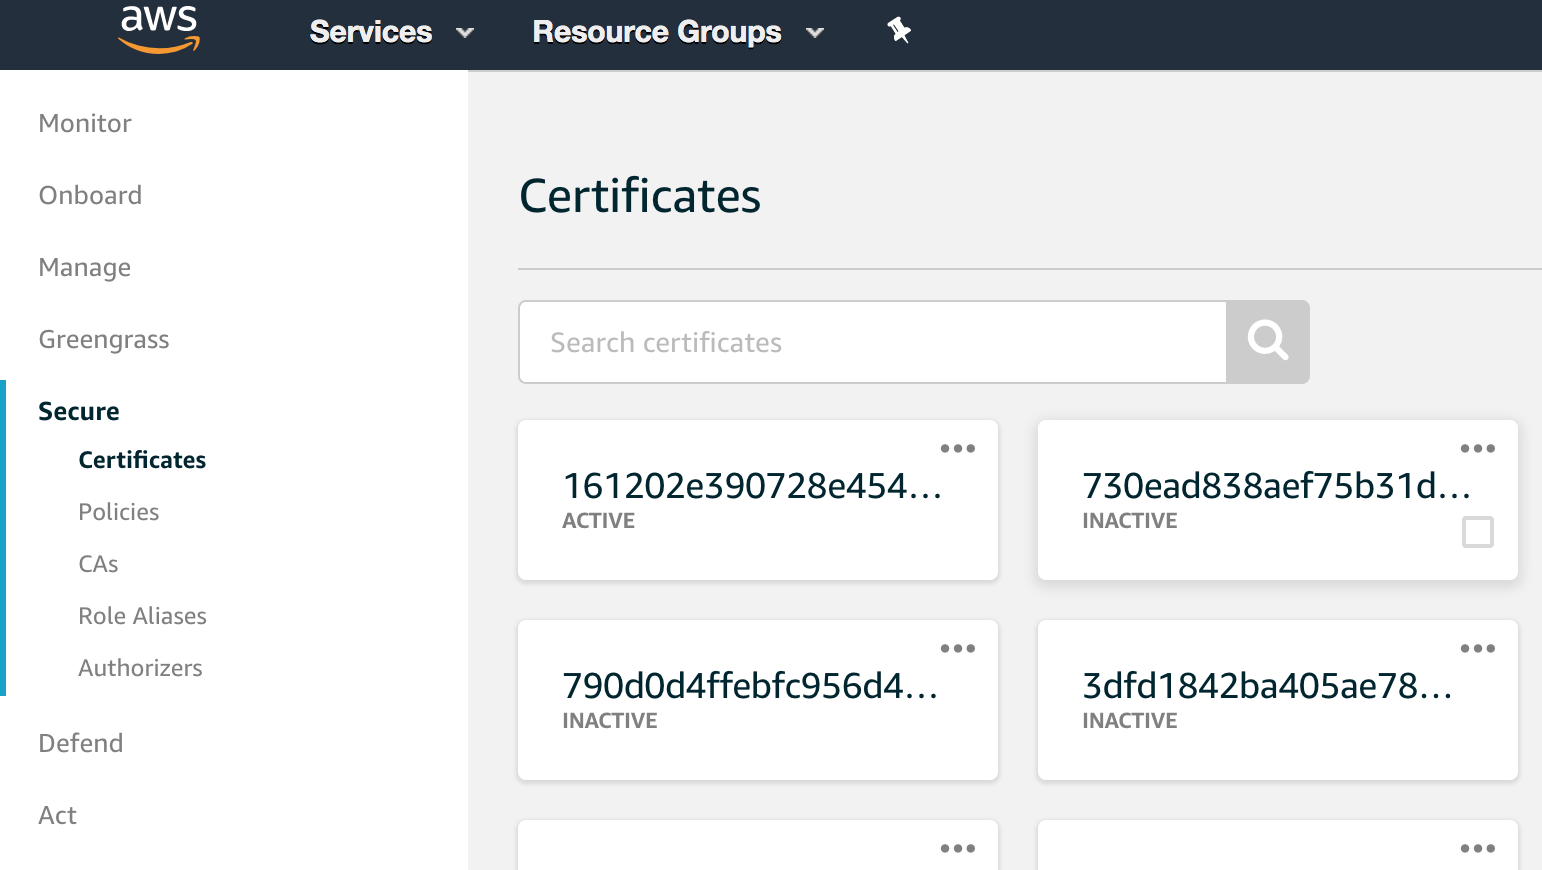 aws
Services
Resource Groups
Monitor
Onboard
Manage
Greengrass
Secure
Certificates
Policies
CAs
Role Aliases
Authorizers
Defend
Act
Certificates
Search certificates
161202e390728e454...
ACTIVE
730ead838aef75b31d...
INACTIVE
790d0d4ffebfc956d4...
INACTIVE
3dfd1842ba405ae78...
INACTIVE